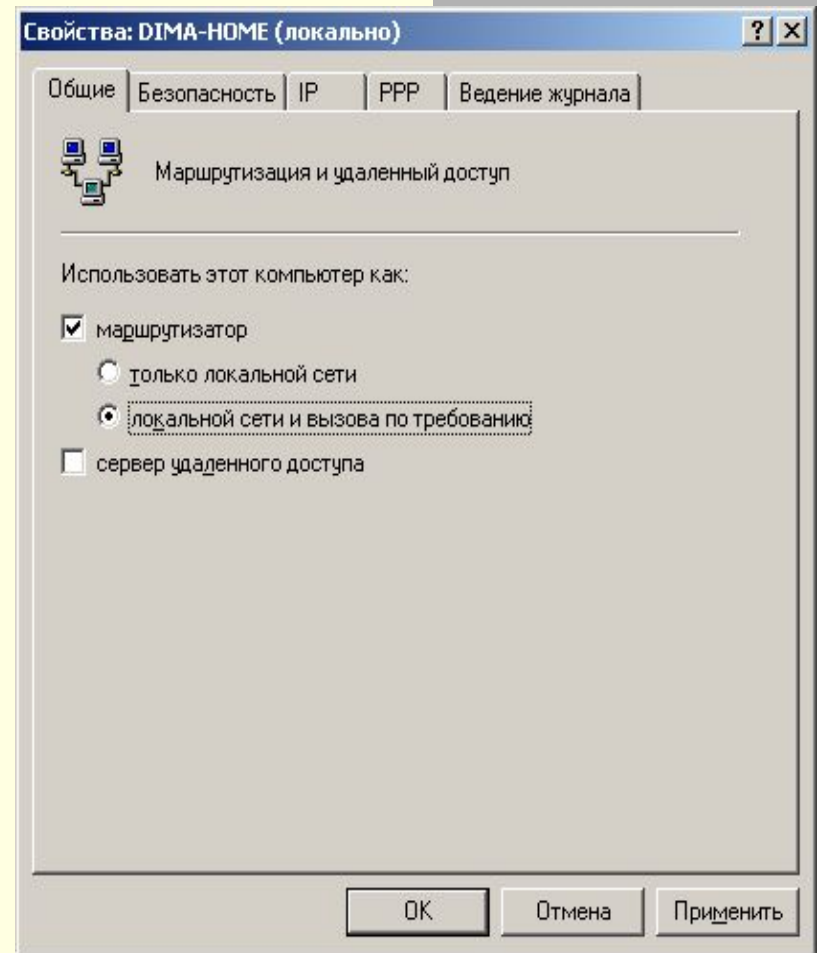 Свойства: DIMA-HOME (локально)
Общие Безопасность IP PPP Ведение журнала
Маршрутизация и удаленный доступ
Использовать этот компьютер как:
маршрутизатор
только локальной сети
локальной сети и вызова по требованию
сервер удаленного доступа
OK Отмена Применить